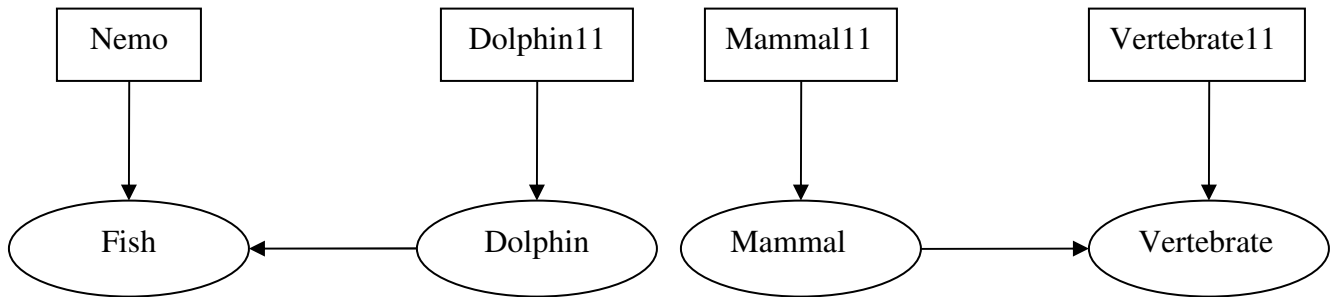 Nemo
Dolphin11
Mammal11
Vertebrate11
Fish
Dolphin
Mammal
Vertebrate